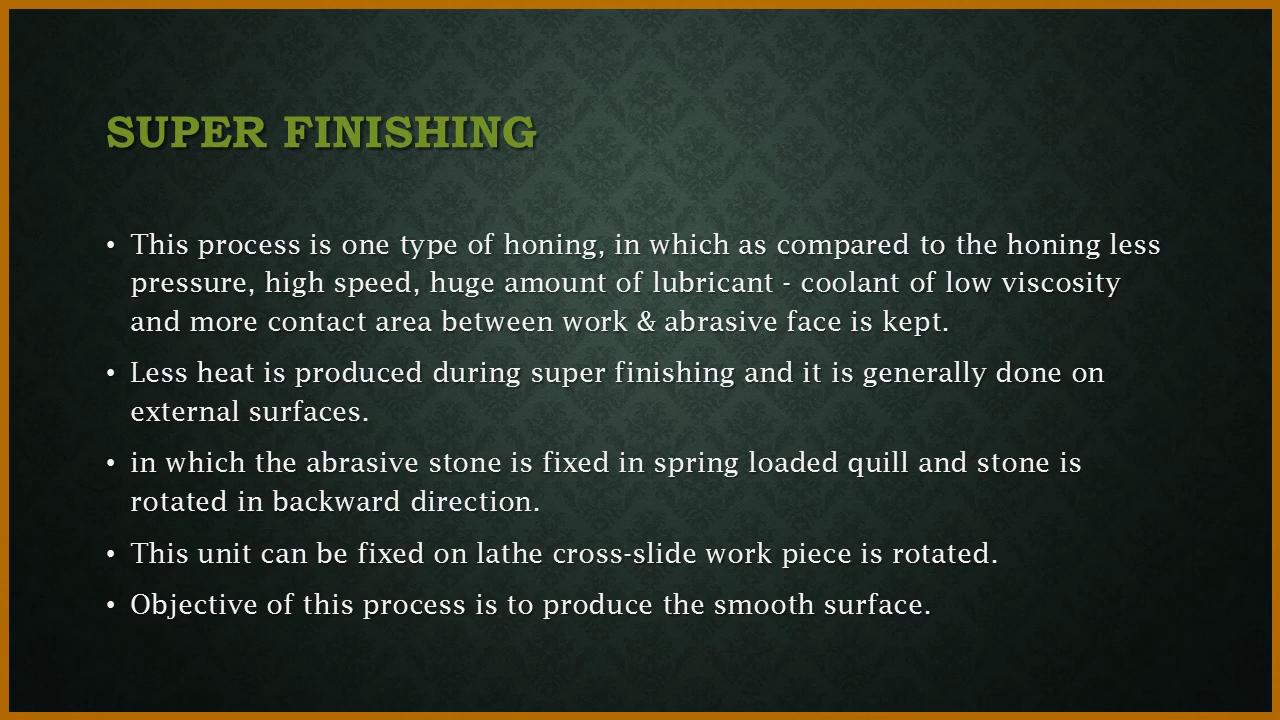 SUPER FINISHING
• This process is one type of honing, in which as compared to the honing less
pressure, high speed, huge amount of lubricant - coolant of low viscosity
and more contact area between work & abrasive face is kept.
• Less heat is produced during super finishing and it is generally done on
external surfaces.
• in which the abrasive stone is fixed in spring loaded quill and stone is
rotated in backward direction.
• This unit can be fixed on lathe cross-slide work piece is rotated.
• Objective of this process is to produce the smooth surface.